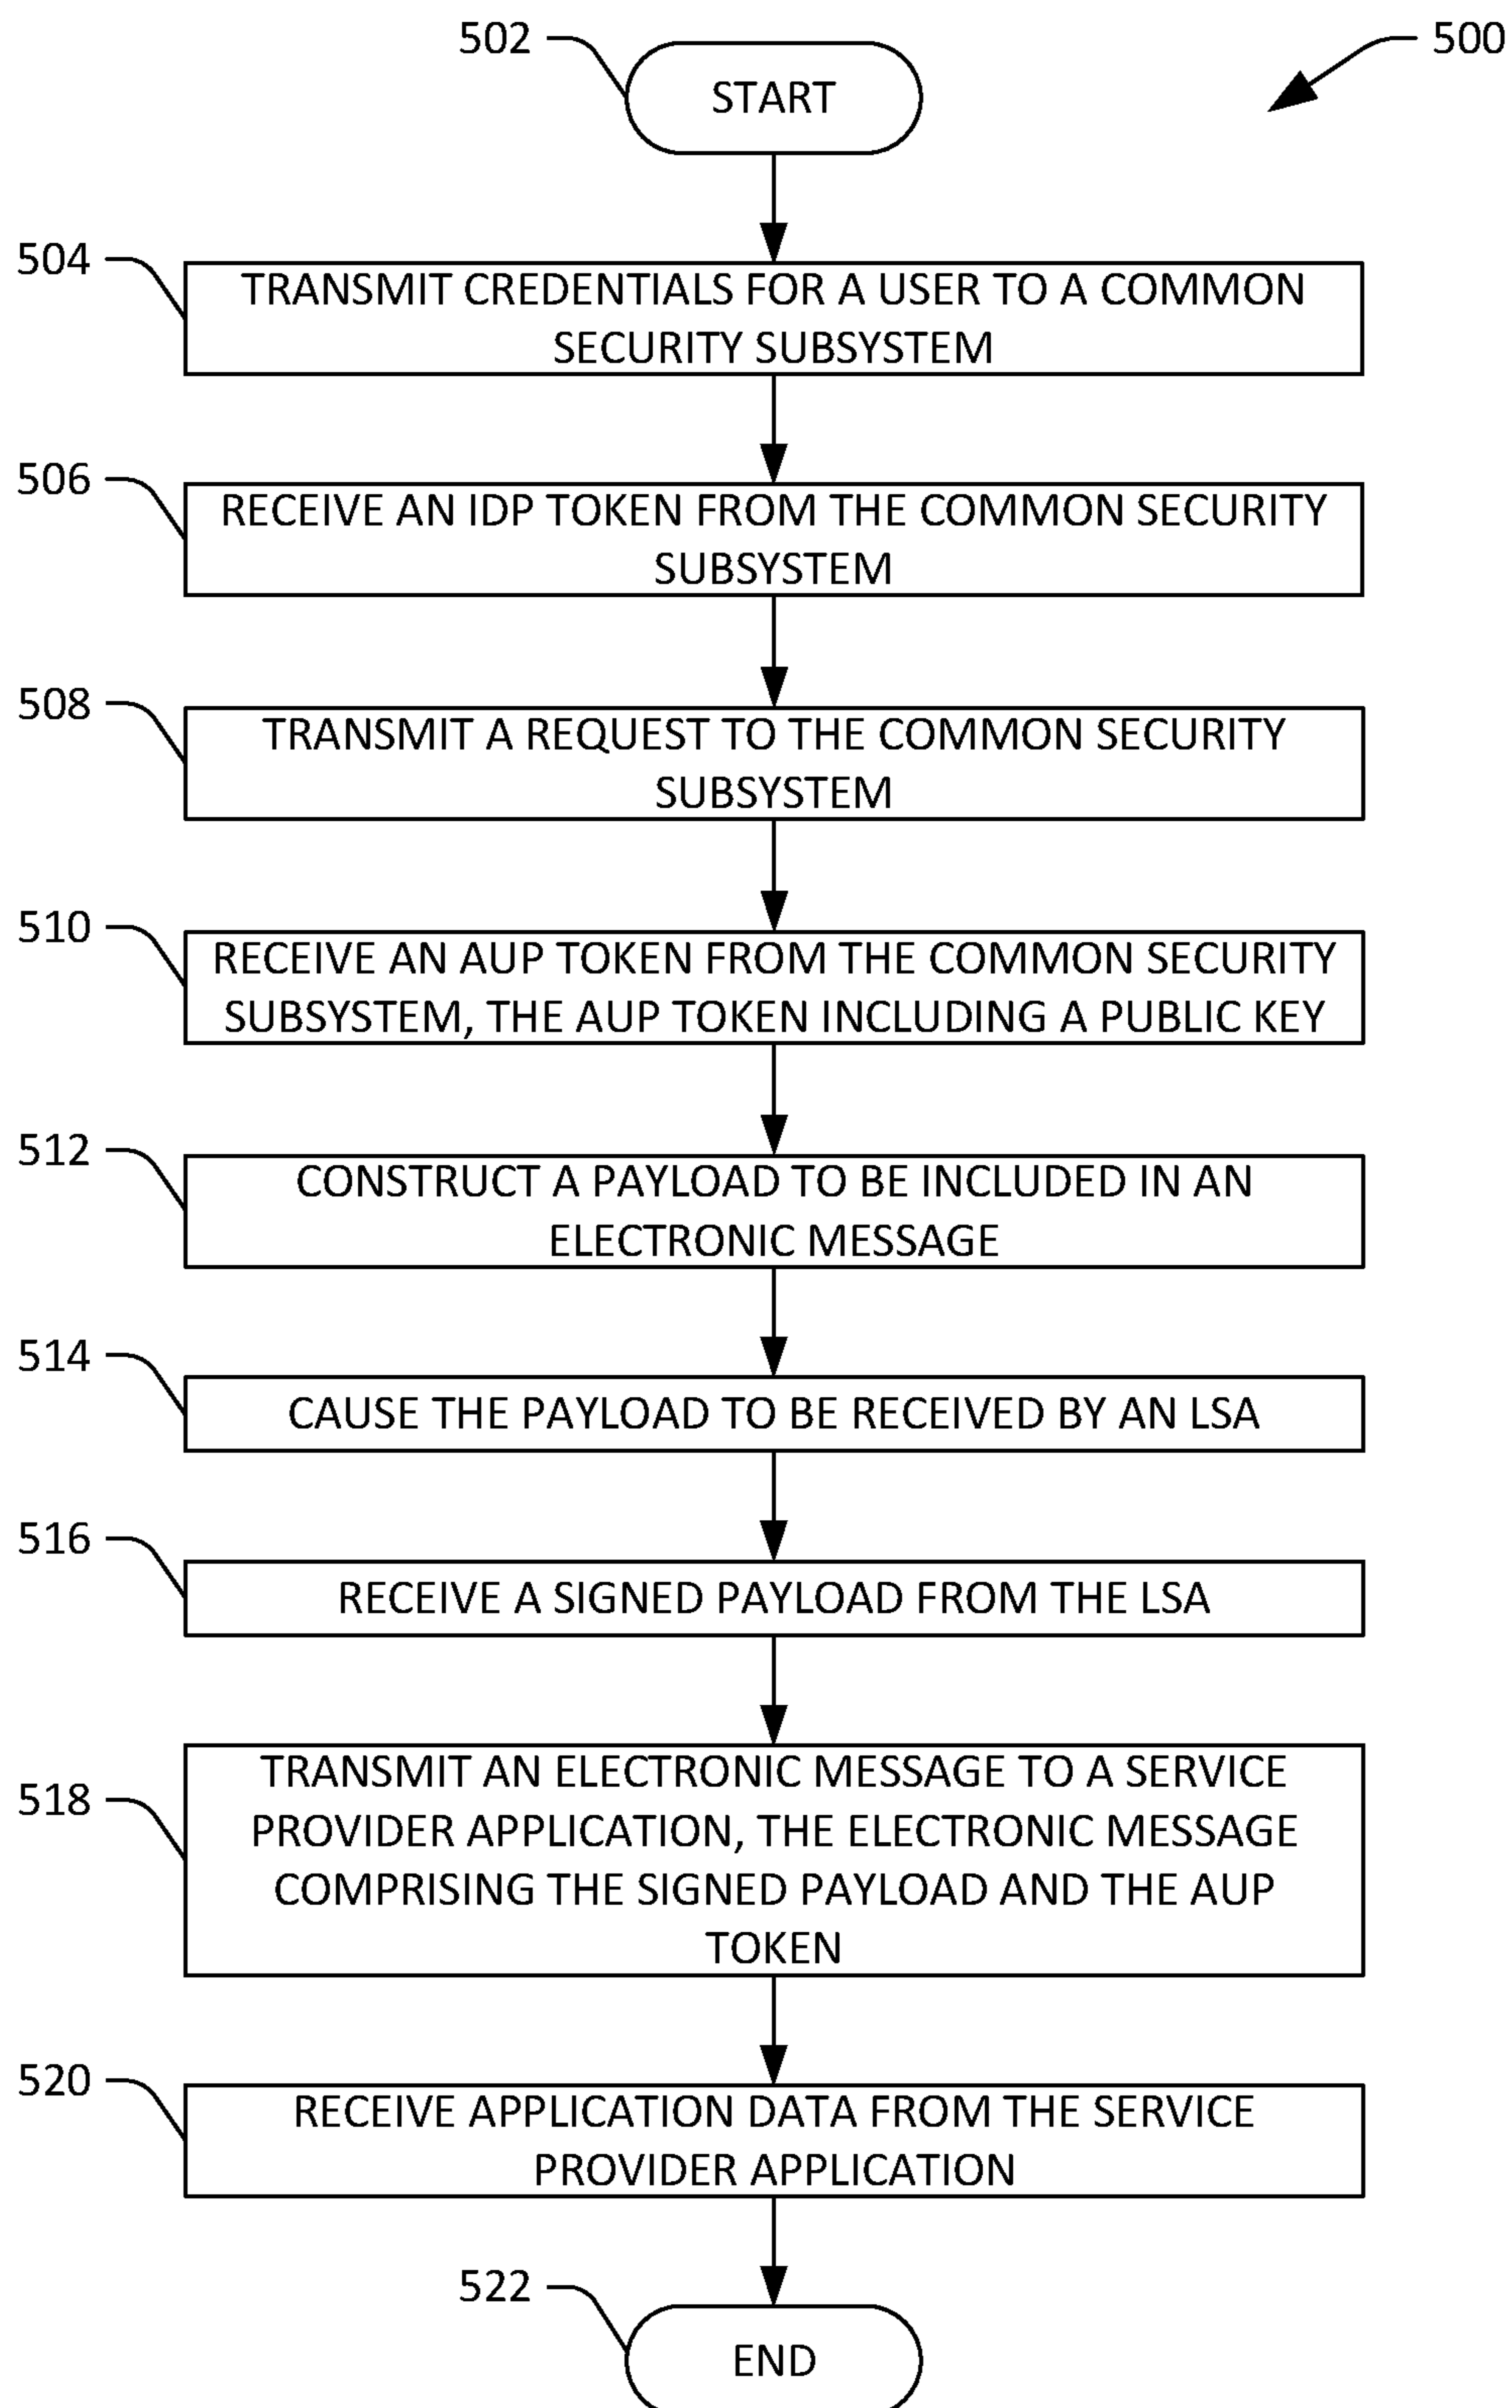 502
500
START
504
TRANSMIT CREDENTIALS FOR A USER TO A COMMON
SECURITY SUBSYSTEM
506
RECEIVE AN IDP TOKEN FROM THE COMMON SECURITY
SUBSYSTEM
508
TRANSMIT A REQUEST TO THE COMMON SECURITY
SUBSYSTEM
510
RECEIVE AN AUP TOKEN FROM THE COMMON SECURITY
SUBSYSTEM, THE AUP TOKEN INCLUDING A PUBLIC KEY
512
CONSTRUCT A PAYLOAD TO BE INCLUDED IN AN
ELECTRONIC MESSAGE
514
CAUSE THE PAYLOAD TO BE RECEIVED BY AN LSA
516
RECEIVE A SIGNED PAYLOAD FROM THE LSA
518
TRANSMIT AN ELECTRONIC MESSAGE TO A SERVICE
PROVIDER APPLICATION, THE ELECTRONIC MESSAGE
COMPRISING THE SIGNED PAYLOAD AND THE AUP
TOKEN
520
RECEIVE APPLICATION DATA FROM THE SERVICE
PROVIDER APPLICATION
522
END